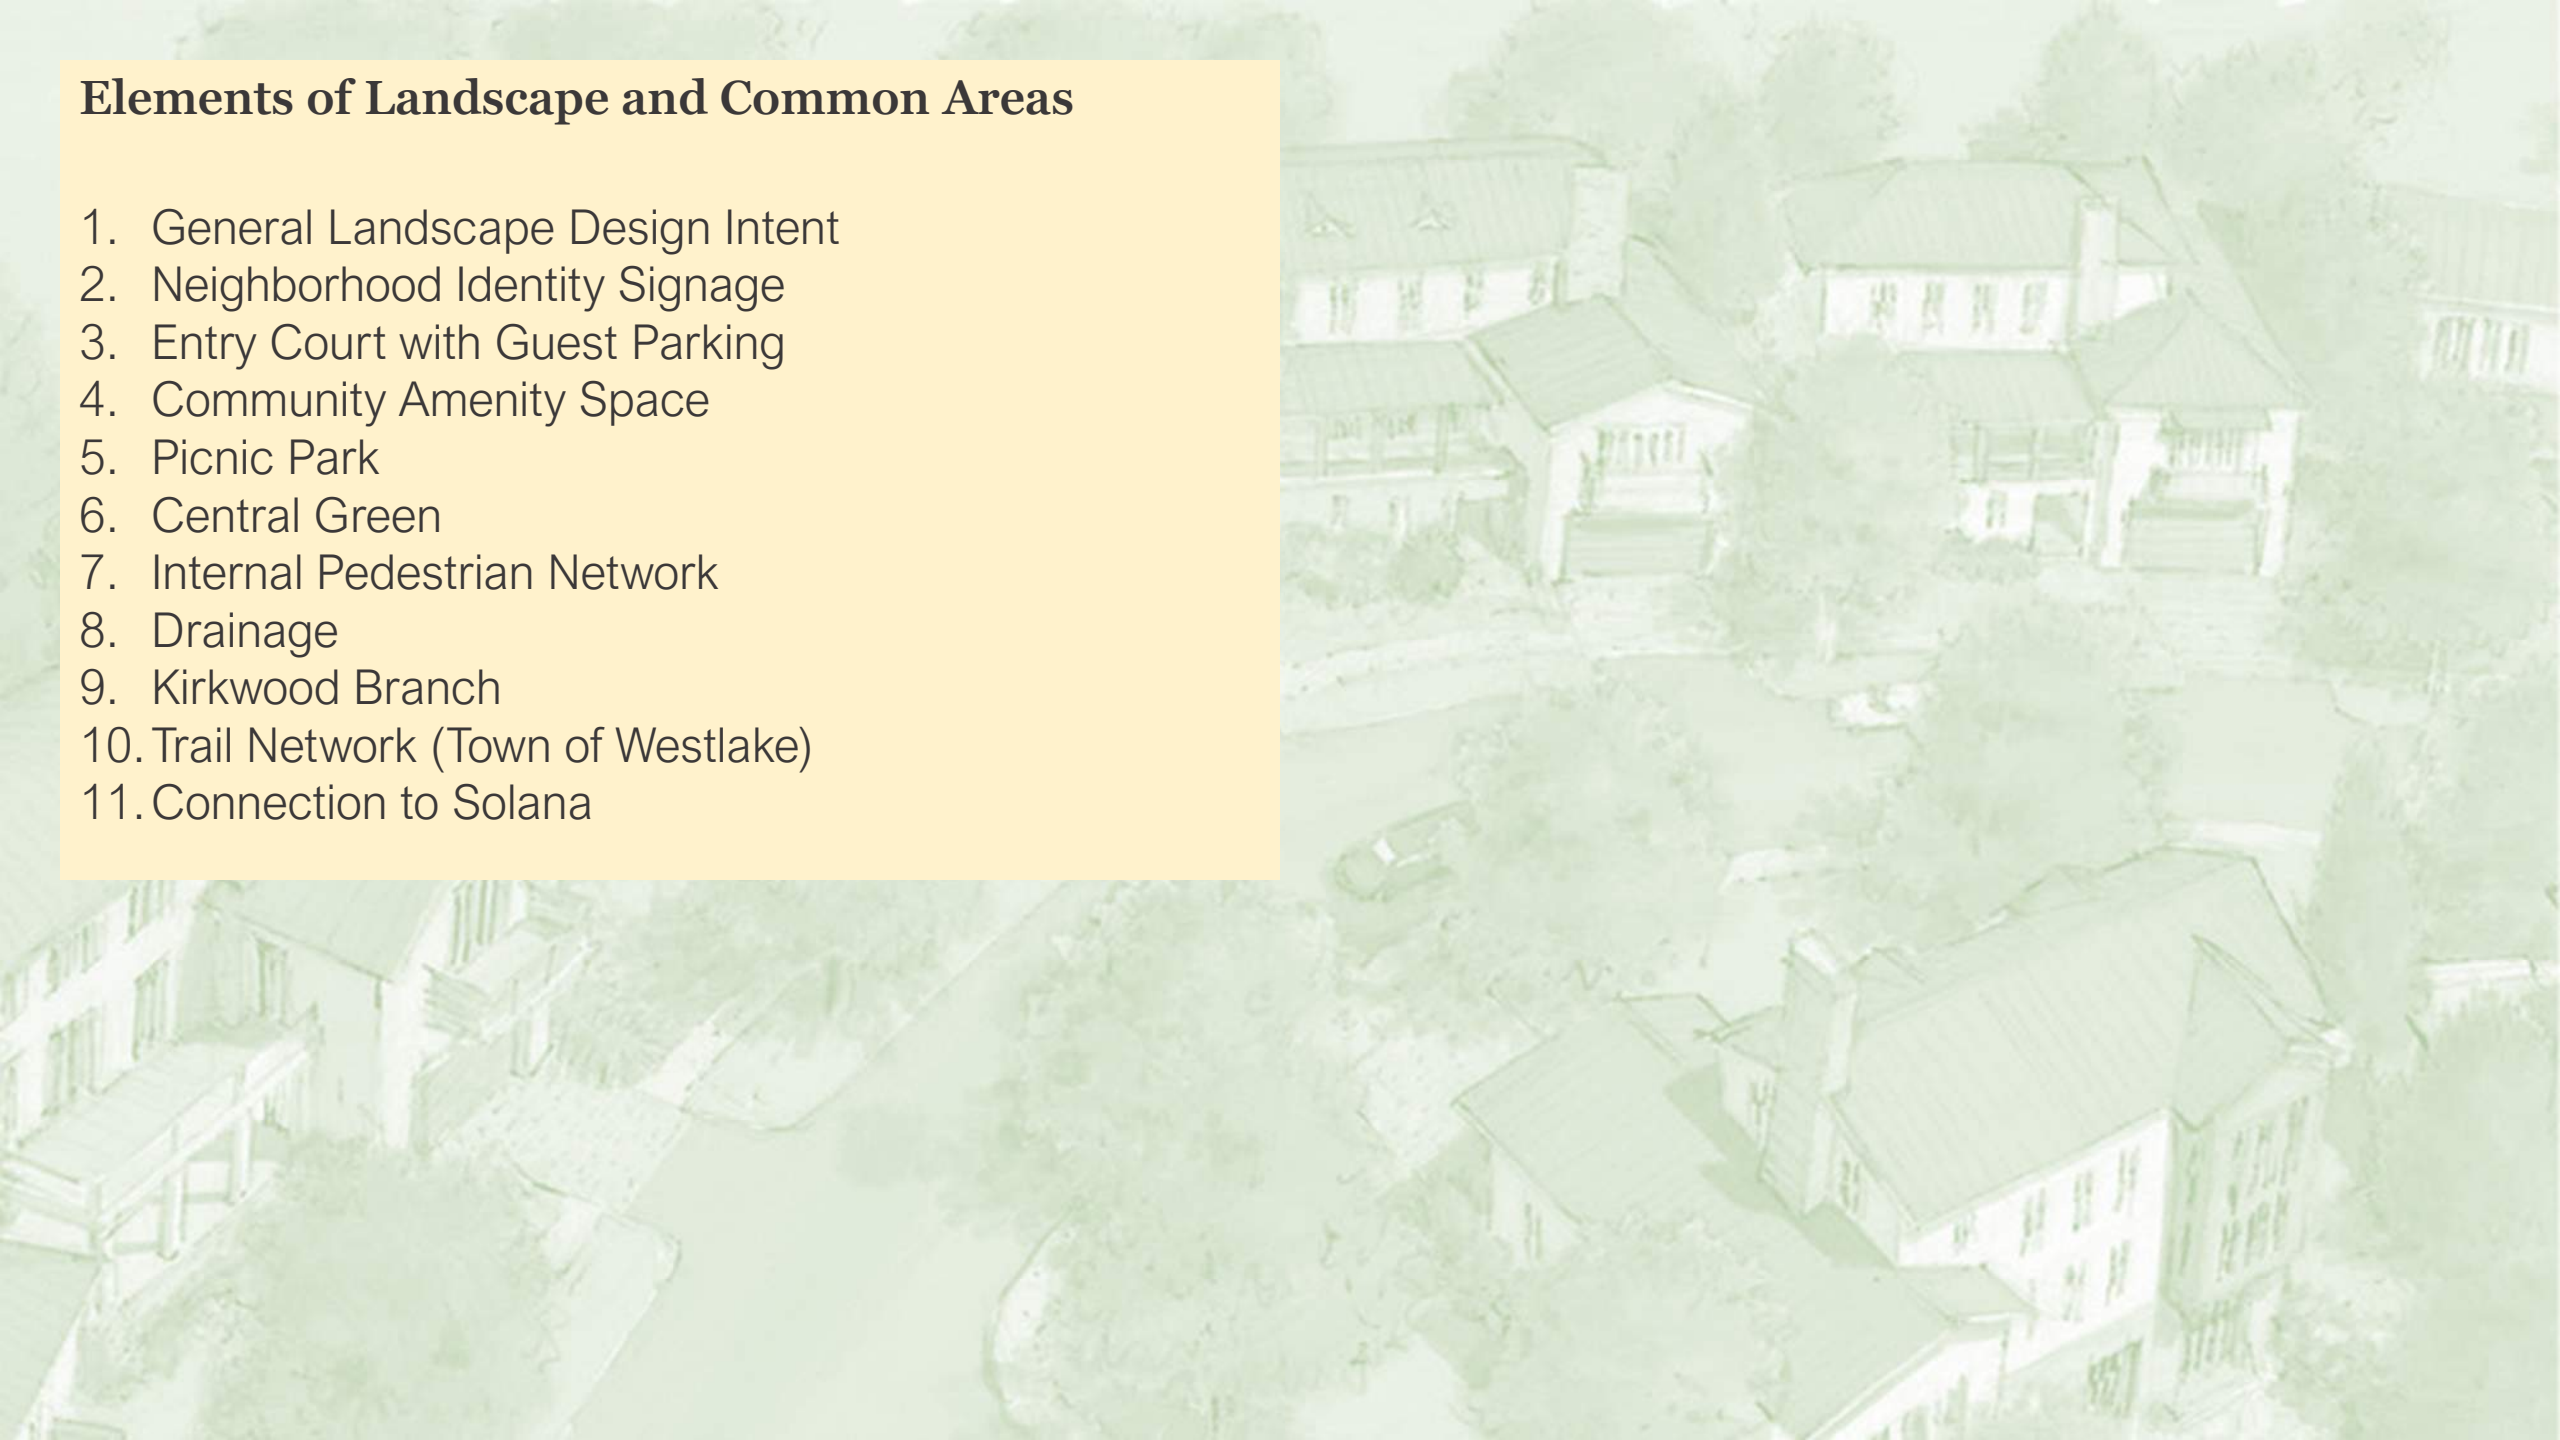 Elements of Landscape and Common Areas
1. General Landscape Design Intent
2. Neighborhood Identity Signage
3. Entry Court with Guest Parking
4. Community Amenity Space
5. Picnic Park
6. Central Green
7. Internal Pedestrian Network
8. Drainage
9. Kirkwood Branch
10. Trail Network (Town of Westlake)
11. Connection to Solana